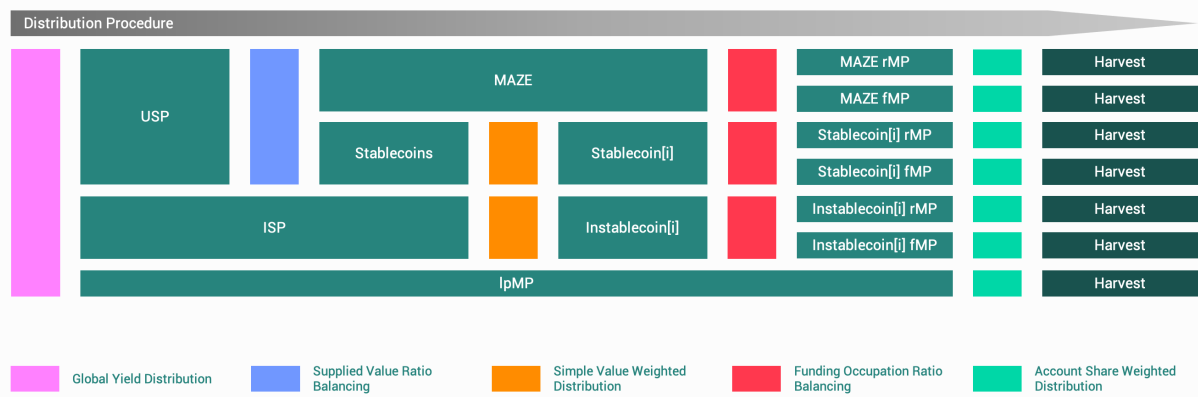 Distribution Procedure
USP
MAZE
MAZE rMP
Harvest
MAZE fMP
Harvest
Stablecoins
Stablecoin[i]
Stablecoin[i] rMP
Harvest
Stablecoin[i] fMP
Harvest
ISP
Instablecoin[i]
Instablecoin[i] rMP
Harvest
Instablecoin[i] fMP
Harvest
lpMP
Harvest
Global Yield Distribution
Supplied Value Ratio
Balancing
Simple Value Weighted
Distribution
Funding Occupation Ratio
Balancing
Account Share Weighted
Distribution